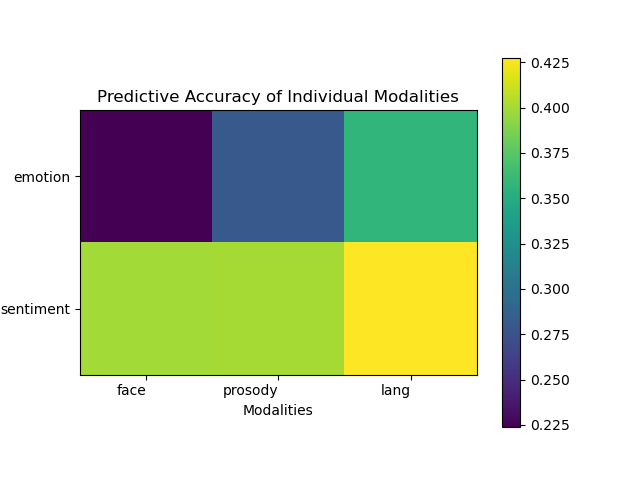 Predictive Accuracy of Individual Modalities
emotion
sentiment
face prosody lang
Modalities
0.425
0.400
0.375
0.350
0.325
0.300
0.275
0.250
0.225